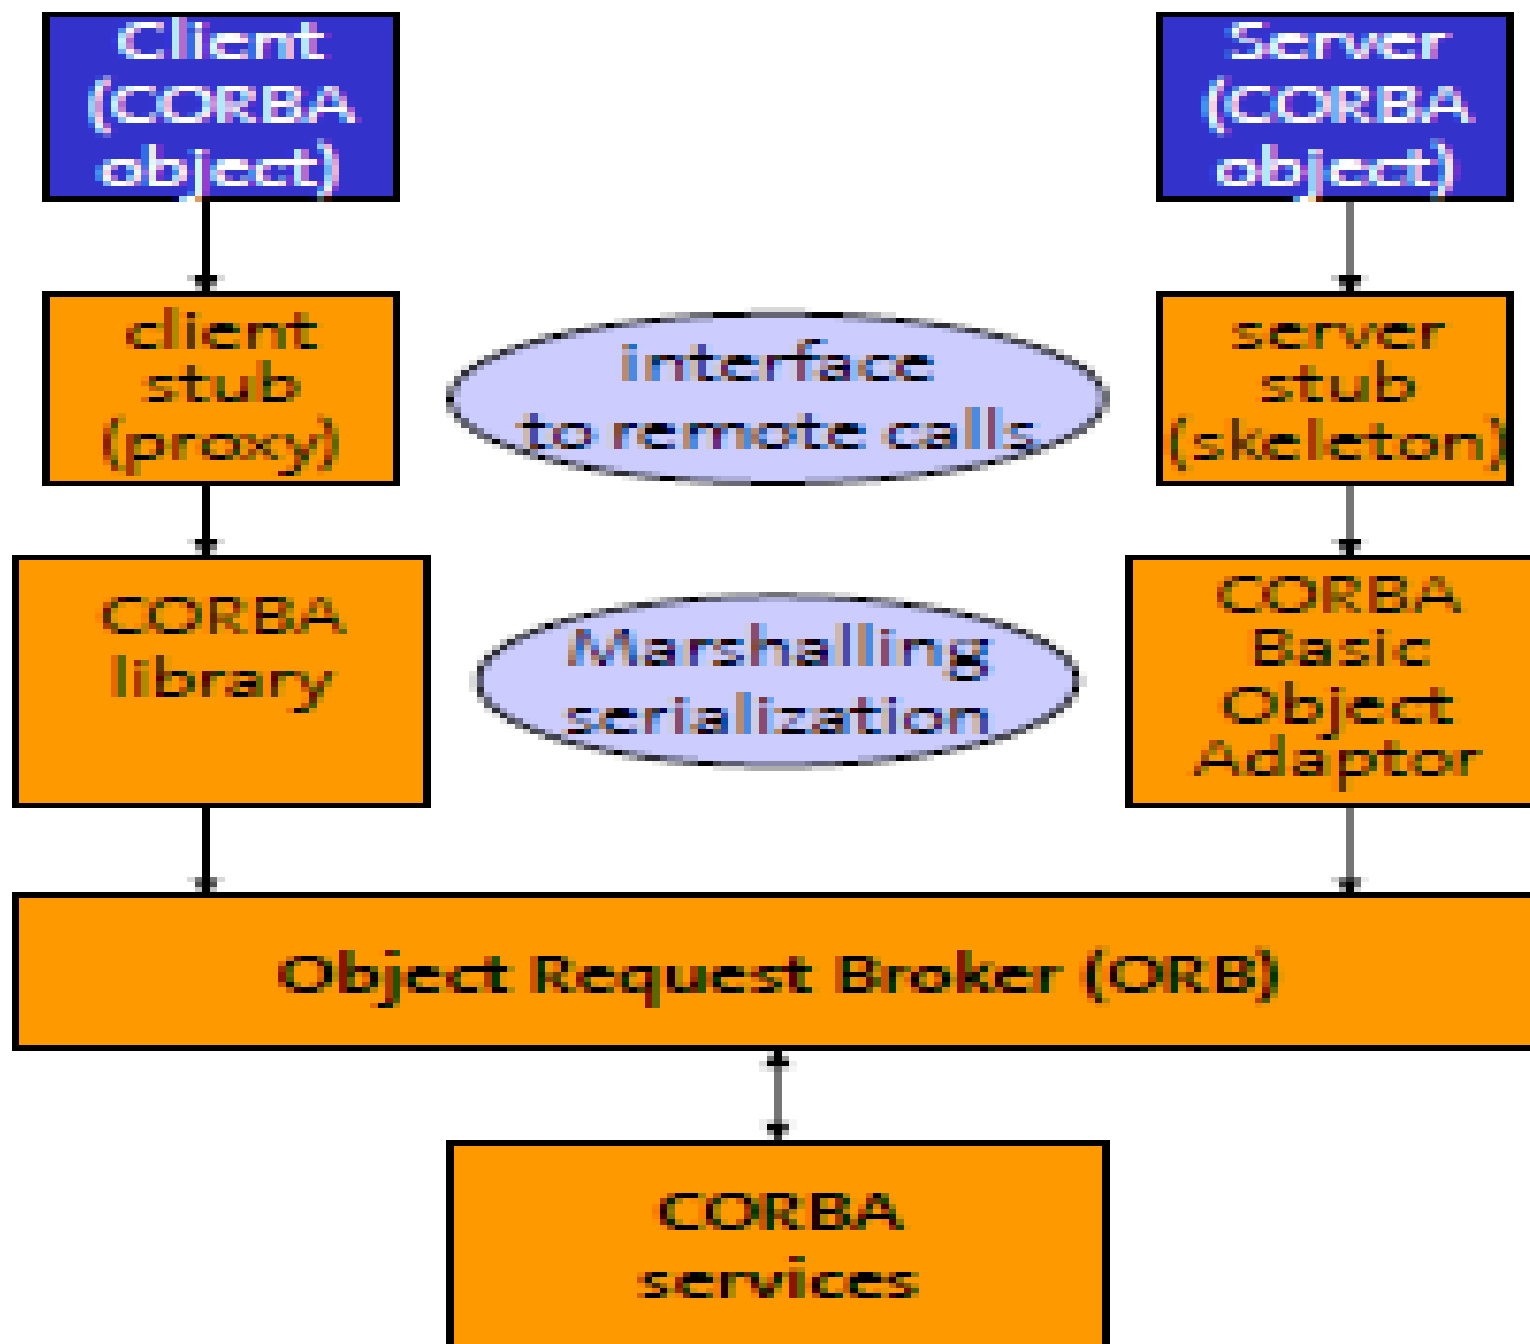 Client
(CORBA
object)
Server
(CORBA
object)
client
stub
(proxy)
interface
to remote calls
server
stub
(skeleton)
CORBA
library
Marshalling
serialization
CORBA
Basic
Object
Adaptor
Object Request Broker (ORB)
CORBA
services